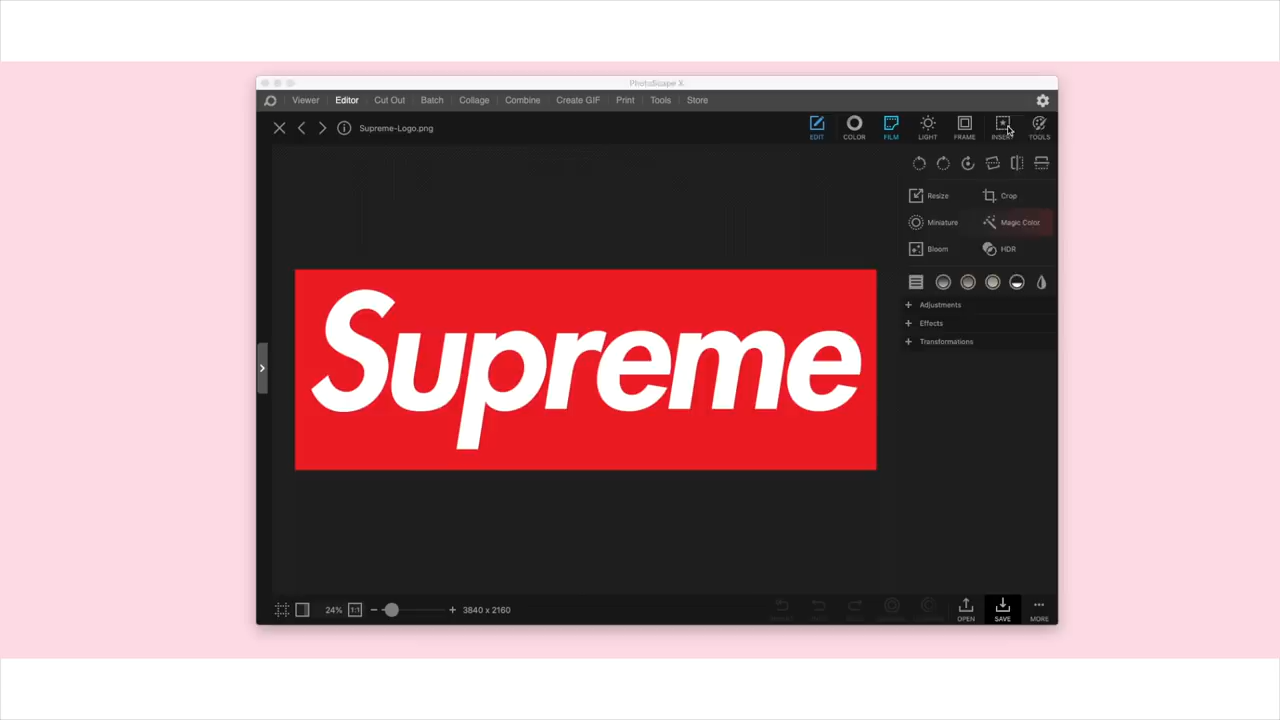 PhotoScape X
Viewer Editor Cut Out Batch Collage Combine Create GIF Print Tools Store
Supreme-Logo.png
EDIT COLOR FILM LIGHT FRAME INSERT TOOLS
Resize Crop
Miniature Magic Color
Bloom HDR
+ Adjustments
+ Effects
+ Transformations
Supreme
24% 1:1 − + 3840 x 2160
OPEN SAVE MORE